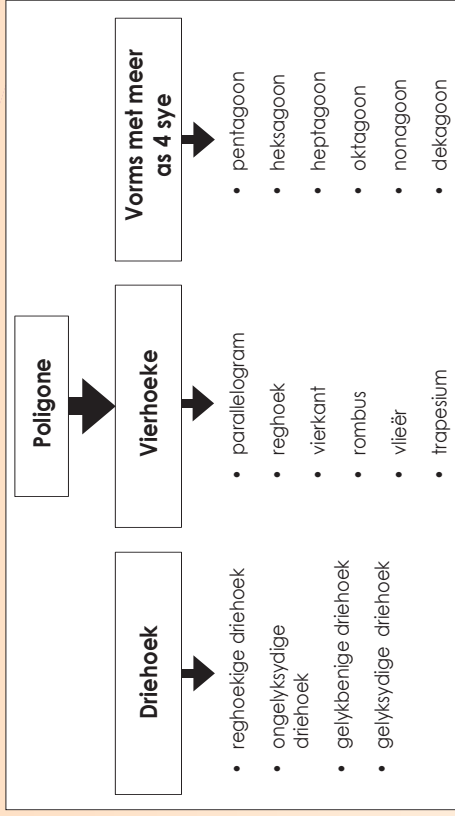 Poligone
Driehoek
• reghoekige driehoek
• ongelyksydige
driehoek
• gelykbenige driehoek
• gelyksydige driehoek
Vierhoeke
• parallelogram
• reghoek
• vierkant
• rombus
• vlieër
• trapesium
Vorms met meer
as 4 sye
• pentagoon
• heksagoon
• heptagoon
• oktagoon
• nonagoon
• dekagoon